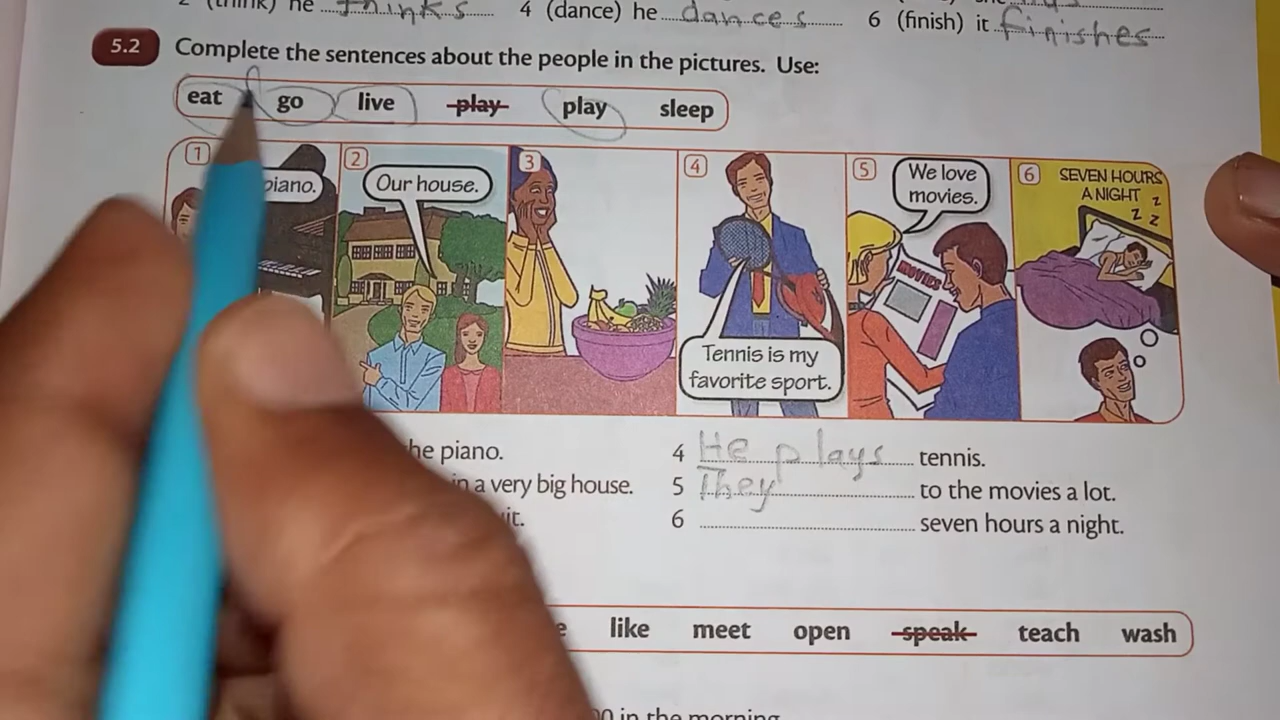 2 (think) he thinks 4 (dance) he dances 6 (finish) it finishes
5.2 Complete the sentences about the people in the pictures. Use:
eat go live play play sleep
1 piano.
2 Our house.
3
4 Tennis is my favorite sport.
5 We love movies.
MOVIES
6 SEVEN HOURS A NIGHT z z z
he piano. 4 He plays tennis.
in a very big house. 5 They to the movies a lot.
6 seven hours a night.
like meet open speak teach wash
in the morning